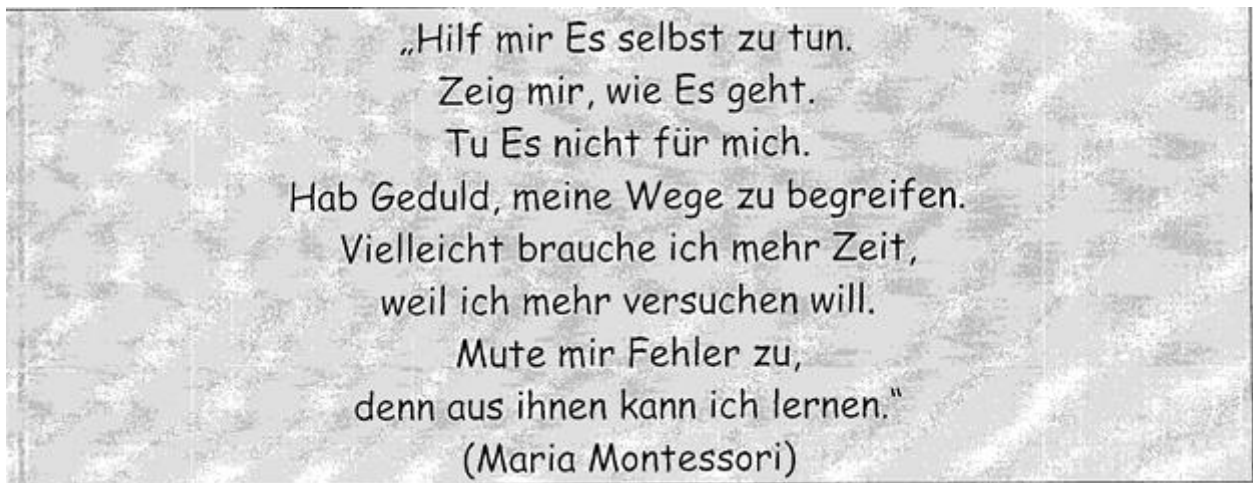 „Hilf mir Es selbst zu tun.
Zeig mir, wie Es geht.
Tu Es nicht für mich.
Hab Geduld, meine Wege zu begreifen.
Vielleicht brauche ich mehr Zeit,
weil ich mehr versuchen will.
Mute mir Fehler zu,
denn aus ihnen kann ich lernen.“
(Maria Montessori)